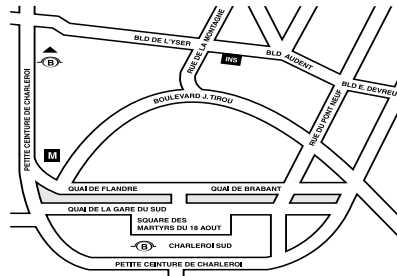 BLD DE L'YSER
RUE DE LA MONTAGNE
INS
BLD AUDENT
BLD E. DEVREU
B
PETITE CEINTURE DE CHARLEROI
BOULEVARD J. TIROU
RUE DU PONT NEUF
M
QUAI DE FLANDRE
QUAI DE BRABANT
QUAI DE LA GARE DU SUD
SQUARE DES
MARTYRS DU 18 AOUT
B
CHARLEROI SUD
PETITE CEINTURE DE CHARLEROI